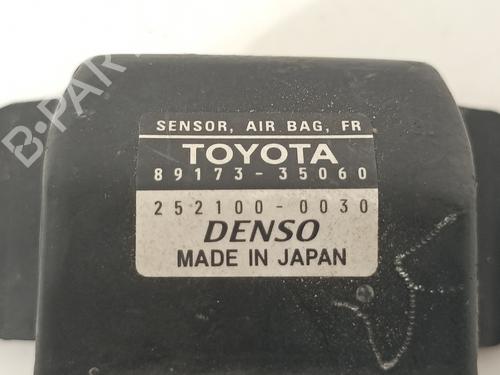 SENSOR, AIR BAG, FR
TOYOTA
89173-35060
252100-0030
DENSO
MADE IN JAPAN
B-PAR